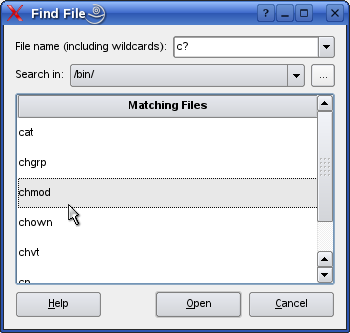 Find File
File name (including wildcards): c?
Search in: /bin/ ...
Matching Files
cat
chgrp
chmod
chown
chvt
cp
Help Open Cancel